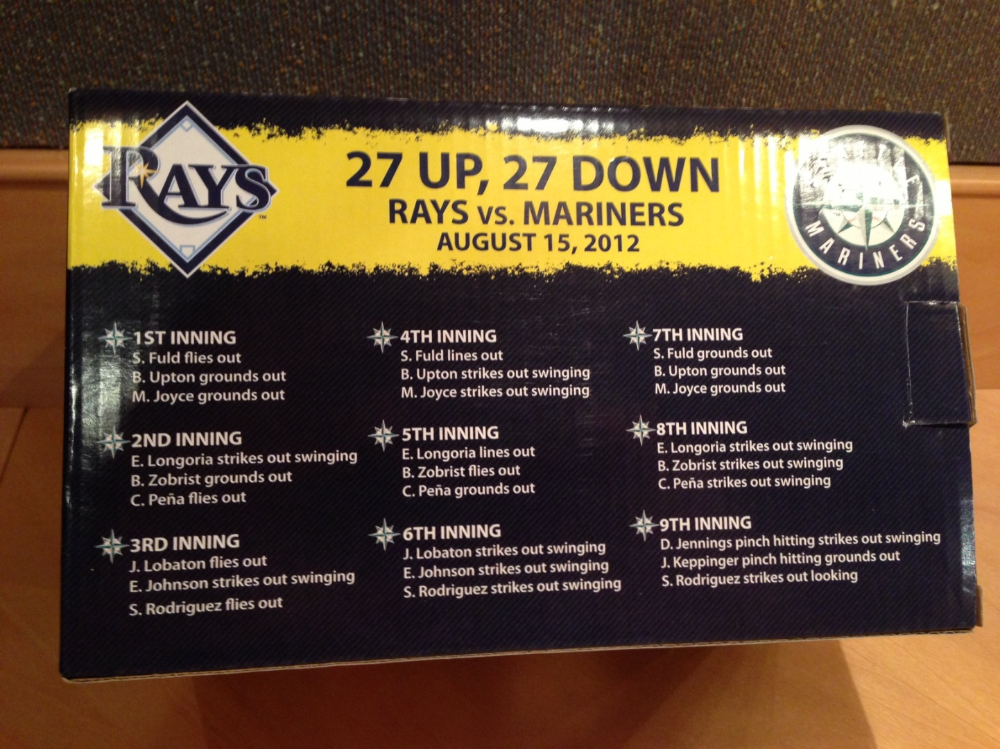 RAYS
TM
27 UP, 27 DOWN
RAYS VS. MARINERS
AUGUST 15, 2012
MARINERS
1ST INNING
S. Fuld flies out
B. Upton grounds out
M. Joyce grounds out
2ND INNING
E. Longoria strikes out swinging
B. Zobrist grounds out
C. Peña flies out
3RD INNING
J. Lobaton flies out
E. Johnson strikes out swinging
S. Rodriguez flies out
4TH INNING
S. Fuld lines out
B. Upton strikes out swinging
M. Joyce strikes out swinging
5TH INNING
E. Longoria lines out
B. Zobrist flies out
C. Peña grounds out
6TH INNING
J. Lobaton strikes out swinging
E. Johnson strikes out swinging
S. Rodriguez strikes out swinging
7TH INNING
S. Fuld grounds out
B. Upton grounds out
M. Joyce grounds out
8TH INNING
E. Longoria strikes out swinging
B. Zobrist strikes out swinging
C. Peña strikes out swinging
9TH INNING
D. Jennings pinch hitting strikes out swinging
J. Keppinger pinch hitting grounds out
S. Rodriguez strikes out looking